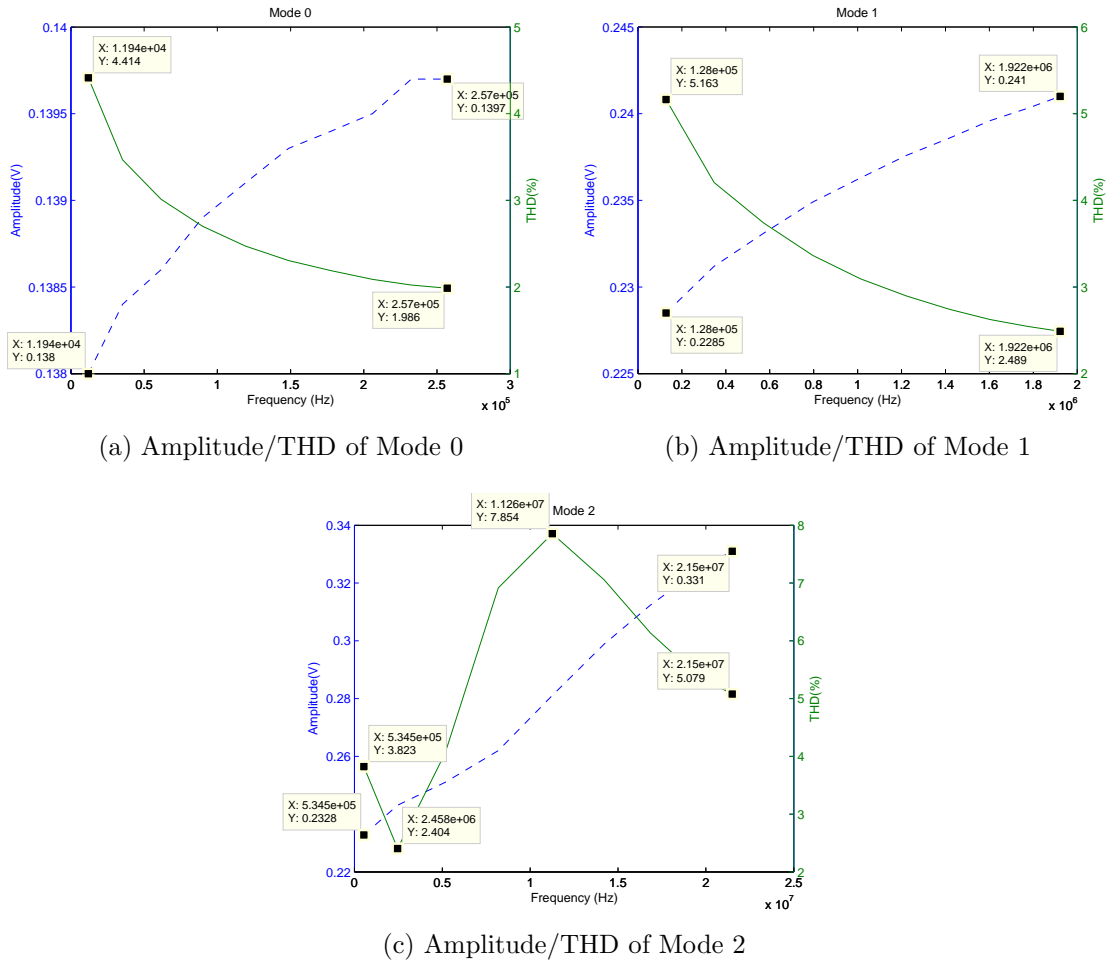 Mode 0
0.14
0.1395
0.139
0.1385
0.138
Amplitude(V)
5
4
3
2
1
THD(%)
X: 1.194e+04
Y: 4.414
X: 2.57e+05
Y: 0.1397
X: 2.57e+05
Y: 1.986
X: 1.194e+04
Y: 0.138
0
0.5
1
1.5
2
2.5
3
Frequency (Hz)
x 10^5
(a) Amplitude/THD of Mode 0
Mode 1
0.245
0.24
0.235
0.23
0.225
Amplitude(V)
6
5
4
3
2
THD(%)
X: 1.28e+05
Y: 5.163
X: 1.922e+06
Y: 0.241
X: 1.28e+05
Y: 0.2285
X: 1.922e+06
Y: 2.489
0
0.2
0.4
0.6
0.8
1
1.2
1.4
1.6
1.8
2
Frequency (Hz)
x 10^6
(b) Amplitude/THD of Mode 1
Mode 2
0.34
0.32
0.3
0.28
0.26
0.22
Amplitude(V)
8
7
6
5
4
3
2
THD(%)
X: 1.126e+07
Y: 7.854
X: 2.15e+07
Y: 0.331
X: 2.15e+07
Y: 5.079
X: 5.345e+05
Y: 3.823
X: 5.345e+05
Y: 0.2328
X: 2.458e+06
Y: 2.404
0
0.5
1
1.5
2
2.5
Frequency (Hz)
x 10^7
(c) Amplitude/THD of Mode 2